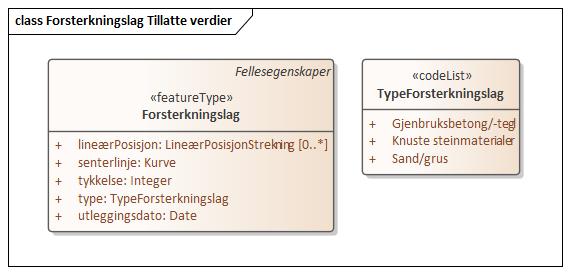 class Forsterkningslag Tillatte verdier
Fellesegenskaper
«featureType»
Forsterkningslag
+ lineærPosisjon: LineærPosisjonStrekning [0..*]
+ senterlinje: Kurve
+ tykkelse: Integer
+ type: TypeForsterkningslag
+ utleggingsdato: Date
«codeList»
TypeForsterkningslag
+ Gjenbruksbetong/-tegl
+ Knuste steinmaterialer
+ Sand/grus